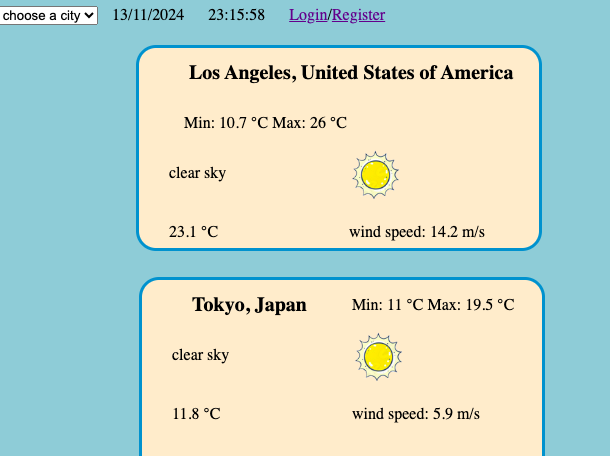 choose a city 13/11/2024 23:15:58 Login/Register
Los Angeles, United States of America
Min: 10.7 °C Max: 26 °C
clear sky
23.1 °C wind speed: 14.2 m/s
Tokyo, Japan Min: 11 °C Max: 19.5 °C
clear sky
11.8 °C wind speed: 5.9 m/s